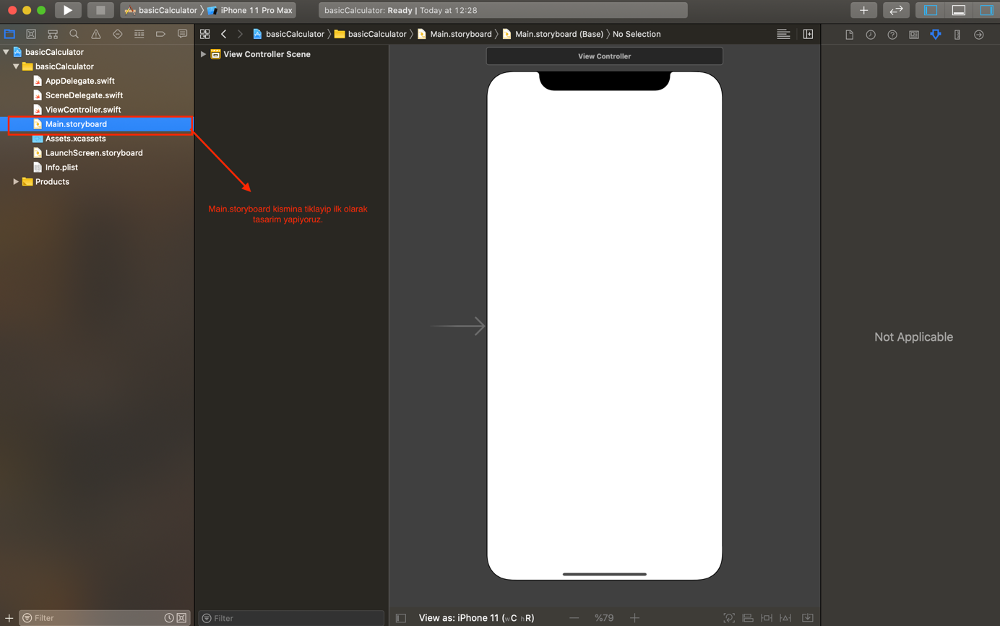 basicCalculator 〉 iPhone 11 Pro Max
basicCalculator: Ready | Today at 12:28
basicCalculator 〉 basicCalculator 〉 Main.storyboard 〉 Main.storyboard (Base) 〉 No Selection
basicCalculator
basicCalculator
AppDelegate.swift
SceneDelegate.swift
ViewController.swift
Main.storyboard
Assets.xcassets
LaunchScreen.storyboard
Info.plist
Products
View Controller Scene
Main.storyboard kismina tiklayip ilk olarak
tasarim yapiyoruz.
View Controller
Not Applicable
Filter
Filter
View as: iPhone 11 (wC hR)
%79